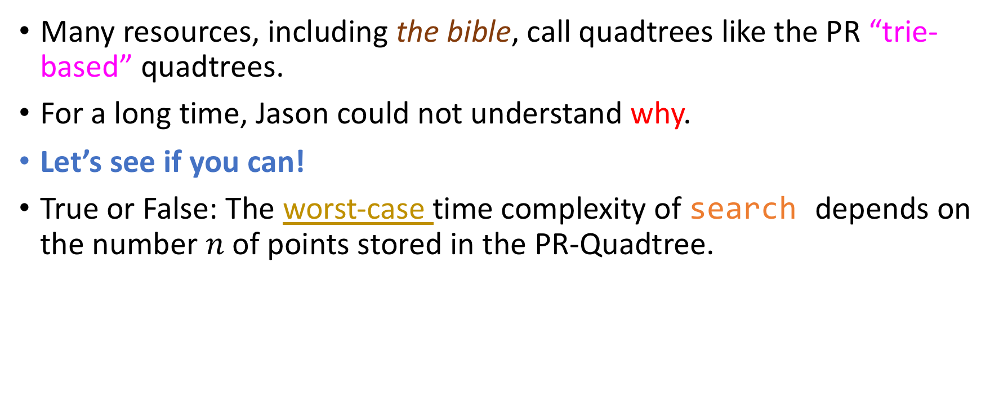 • Many resources, including the bible, call quadtrees like the PR “trie-
based” quadtrees.
• For a long time, Jason could not understand why.
• Let’s see if you can!
• True or False: The worst-case time complexity of search depends on
the number 𝑛 of points stored in the PR-Quadtree.